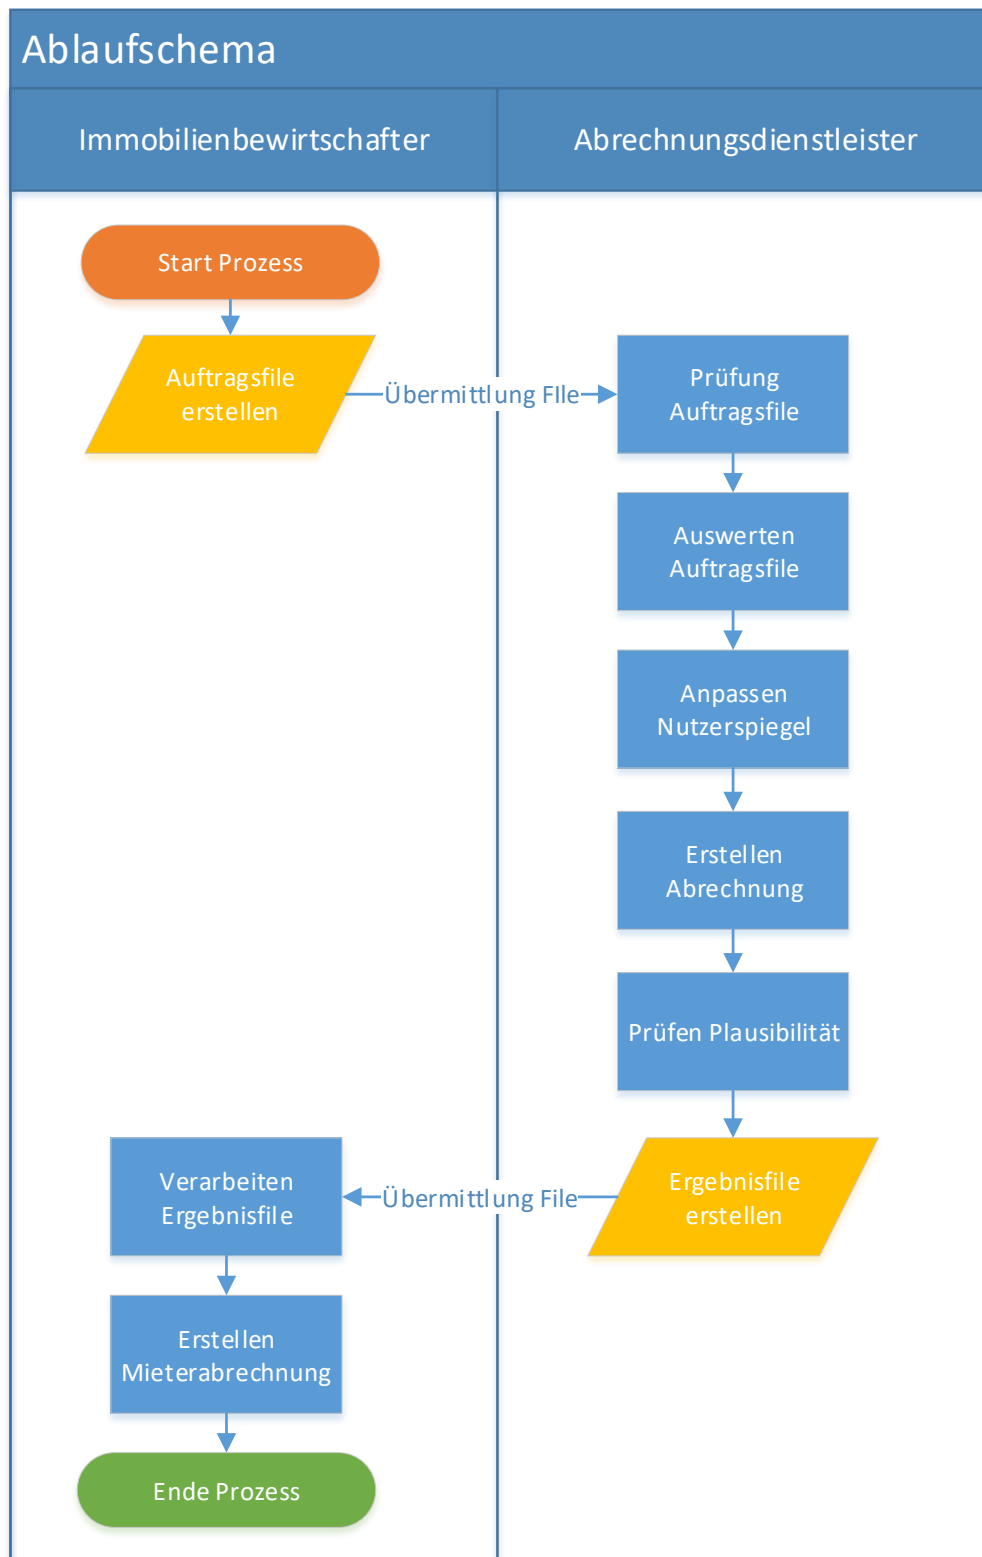 Ablaufschema
Immobilienbewirtschafter
Abrechnungsdienstleister
Start Prozess
Auftragsfile
erstellen
Übermittlung FIle
Prüfung
Auftragsfile
Auswerten
Auftragsfile
Anpassen
Nutzerspiegel
Erstellen
Abrechnung
Prüfen Plausibilität
Ergebnisfile
erstellen
Übermittlung File
Verarbeiten
Ergebnisfile
Erstellen
Mieterabrechnung
Ende Prozess